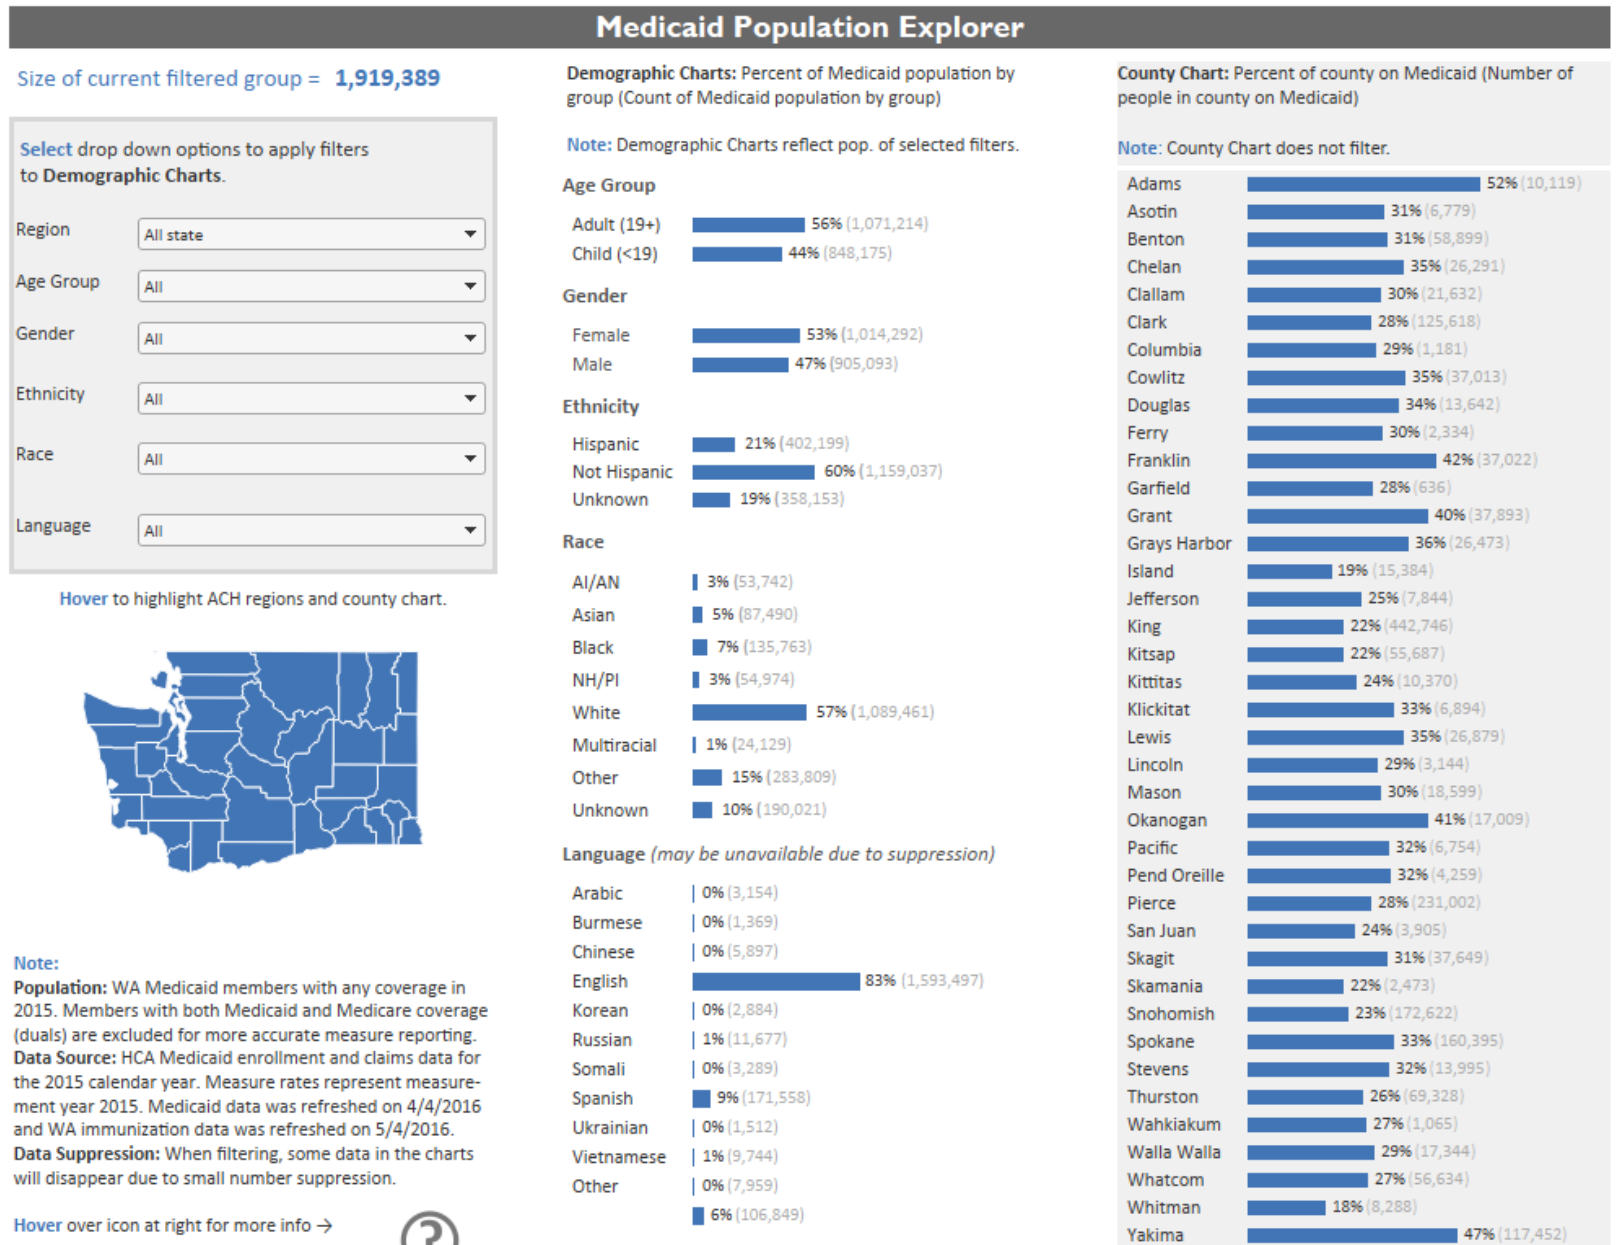 Medicaid Population Explorer
Size of current filtered group = 1,919,389
Select drop down options to apply filters
to Demographic Charts.
Region All state
Age Group All
Gender All
Ethnicity All
Race All
Language All
Hover to highlight ACH regions and county chart.
Note:
Population: WA Medicaid members with any coverage in
2015. Members with both Medicaid and Medicare coverage
(duals) are excluded for more accurate measure reporting.
Data Source: HCA Medicaid enrollment and claims data for
the 2015 calendar year. Measure rates represent measure-
ment year 2015. Medicaid data was refreshed on 4/4/2016
and WA immunization data was refreshed on 5/4/2016.
Data Suppression: When filtering, some data in the charts
will disappear due to small number suppression.
Hover over icon at right for more info →
?
Demographic Charts: Percent of Medicaid population by
group (Count of Medicaid population by group)
Note: Demographic Charts reflect pop. of selected filters.
Age Group
Adult (19+) 56% (1,071,214)
Child (<19) 44% (848,175)
Gender
Female 53% (1,014,292)
Male 47% (905,093)
Ethnicity
Hispanic 21% (402,199)
Not Hispanic 60% (1,159,037)
Unknown 19% (358,153)
Race
AI/AN 3% (53,742)
Asian 5% (87,490)
Black 7% (135,763)
NH/PI 3% (54,974)
White 57% (1,089,461)
Multiracial 1% (24,129)
Other 15% (283,809)
Unknown 10% (190,021)
Language (may be unavailable due to suppression)
Arabic 0% (3,154)
Burmese 0% (1,369)
Chinese 0% (5,897)
English 83% (1,593,497)
Korean 0% (2,884)
Russian 1% (11,677)
Somali 0% (3,289)
Spanish 9% (171,558)
Ukrainian 0% (1,512)
Vietnamese 1% (9,744)
Other 0% (7,959)
6% (106,849)
County Chart: Percent of county on Medicaid (Number of
people in county on Medicaid)
Note: County Chart does not filter.
Adams 52% (10,119)
Asotin 31% (6,779)
Benton 31% (58,899)
Chelan 35% (26,291)
Clallam 30% (21,632)
Clark 28% (125,618)
Columbia 29% (1,181)
Cowlitz 35% (37,013)
Douglas 34% (13,642)
Ferry 30% (2,334)
Franklin 42% (37,022)
Garfield 28% (636)
Grant 40% (37,893)
Grays Harbor 36% (26,473)
Island 19% (15,384)
Jefferson 25% (7,844)
King 22% (442,746)
Kitsap 22% (55,687)
Kittitas 24% (10,370)
Klickitat 33% (6,894)
Lewis 35% (26,879)
Lincoln 29% (3,144)
Mason 30% (18,599)
Okanogan 41% (17,009)
Pacific 32% (6,754)
Pend Oreille 32% (4,259)
Pierce 28% (231,002)
San Juan 24% (3,905)
Skagit 31% (37,649)
Skamania 22% (2,473)
Snohomish 23% (172,622)
Spokane 33% (160,395)
Stevens 32% (13,995)
Thurston 26% (69,328)
Wahkiakum 27% (1,065)
Walla Walla 29% (17,344)
Whatcom 27% (56,634)
Whitman 18% (8,288)
Yakima 47% (117,452)